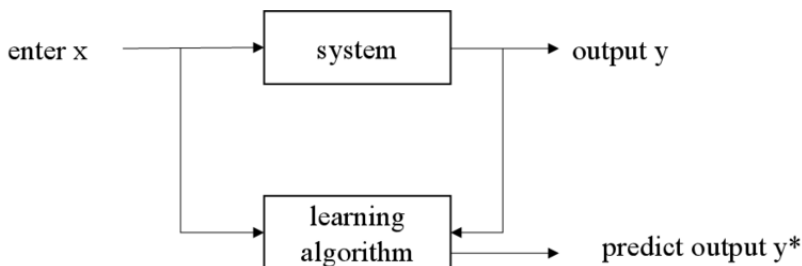 enter x
system
output y
learning
algorithm
predict output y*